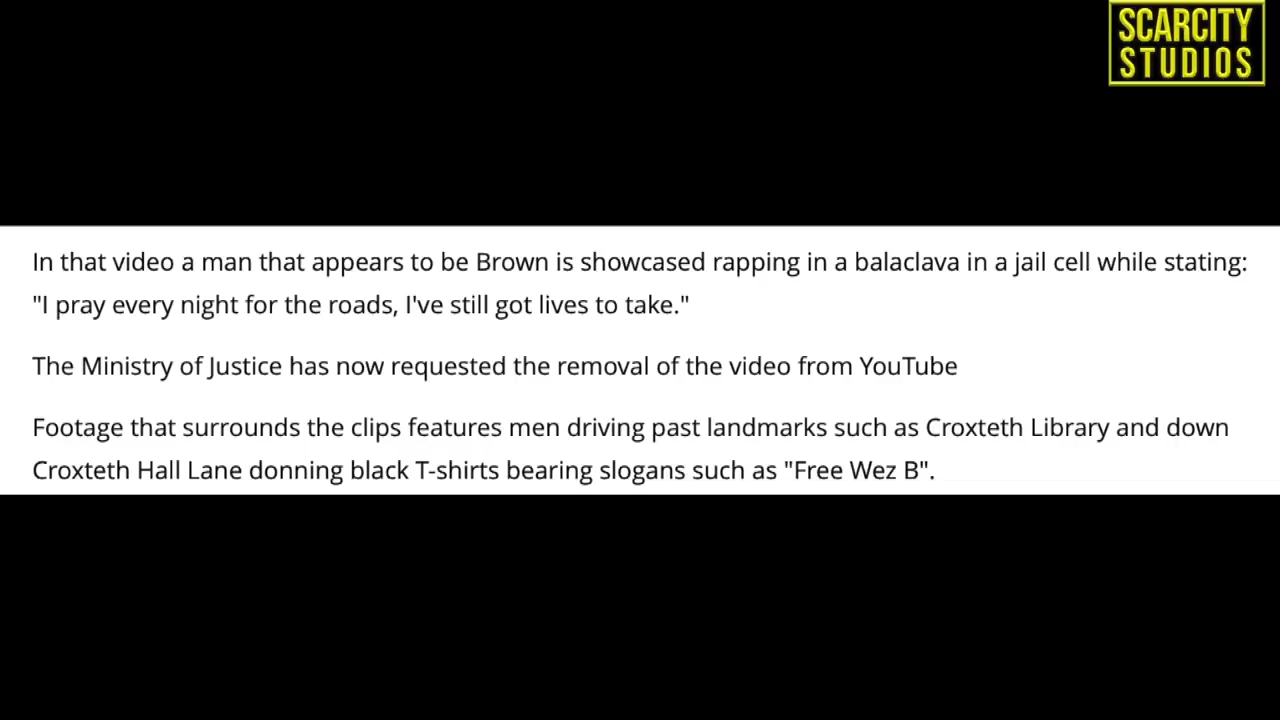 SCARCITY
STUDIOS
In that video a man that appears to be Brown is showcased rapping in a balaclava in a jail cell while stating:
"I pray every night for the roads, I've still got lives to take."
The Ministry of Justice has now requested the removal of the video from YouTube
Footage that surrounds the clips features men driving past landmarks such as Croxteth Library and down
Croxteth Hall Lane donning black T-shirts bearing slogans such as "Free Wez B".